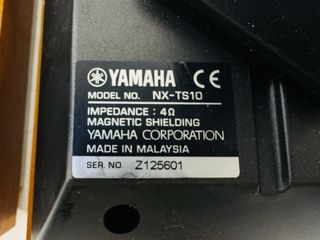 YAMAHA CE
MODEL NO. NX-TS10
IMPEDANCE : 4Ω
MAGNETIC SHIELDING
YAMAHA CORPORATION
MADE IN MALAYSIA
SER. NO. Z125601